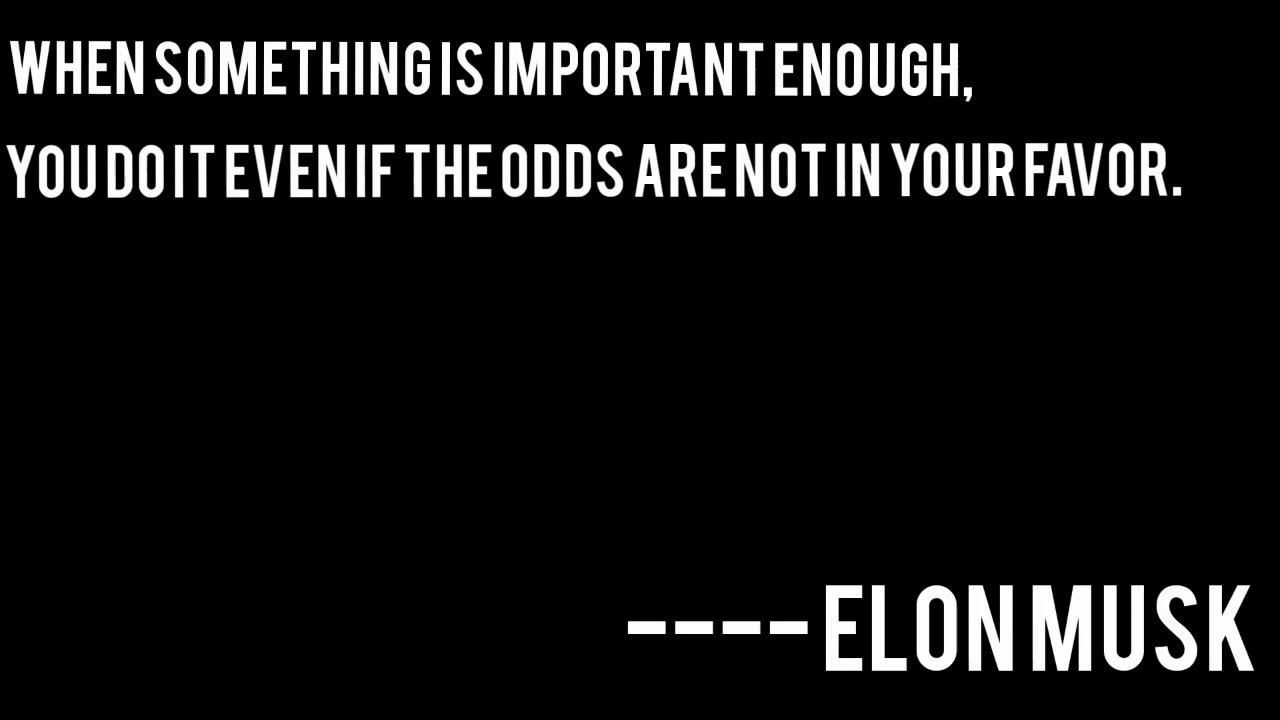 WHEN SOMETHING IS IMPORTANT ENOUGH,
YOU DO IT EVEN IF THE ODDS ARE NOT IN YOUR FAVOR.
---- ELON MUSK